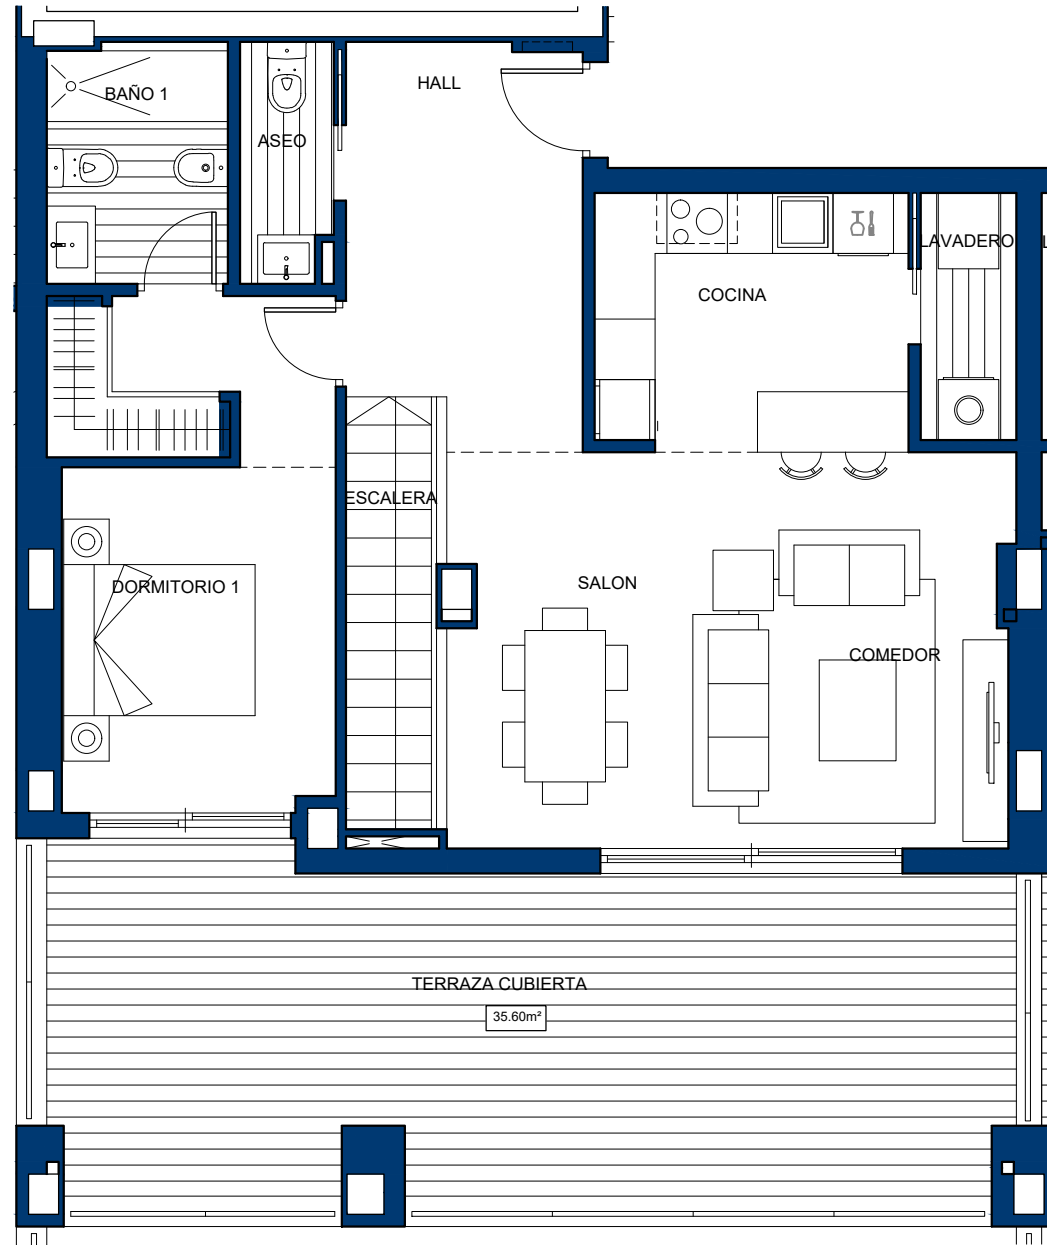 HALL
BAÑO 1
ASEO
LAVADERO
COCINA
ESCALERA
SALON
DORMITORIO 1
COMEDOR
TERRAZA CUBIERTA
35.60m²